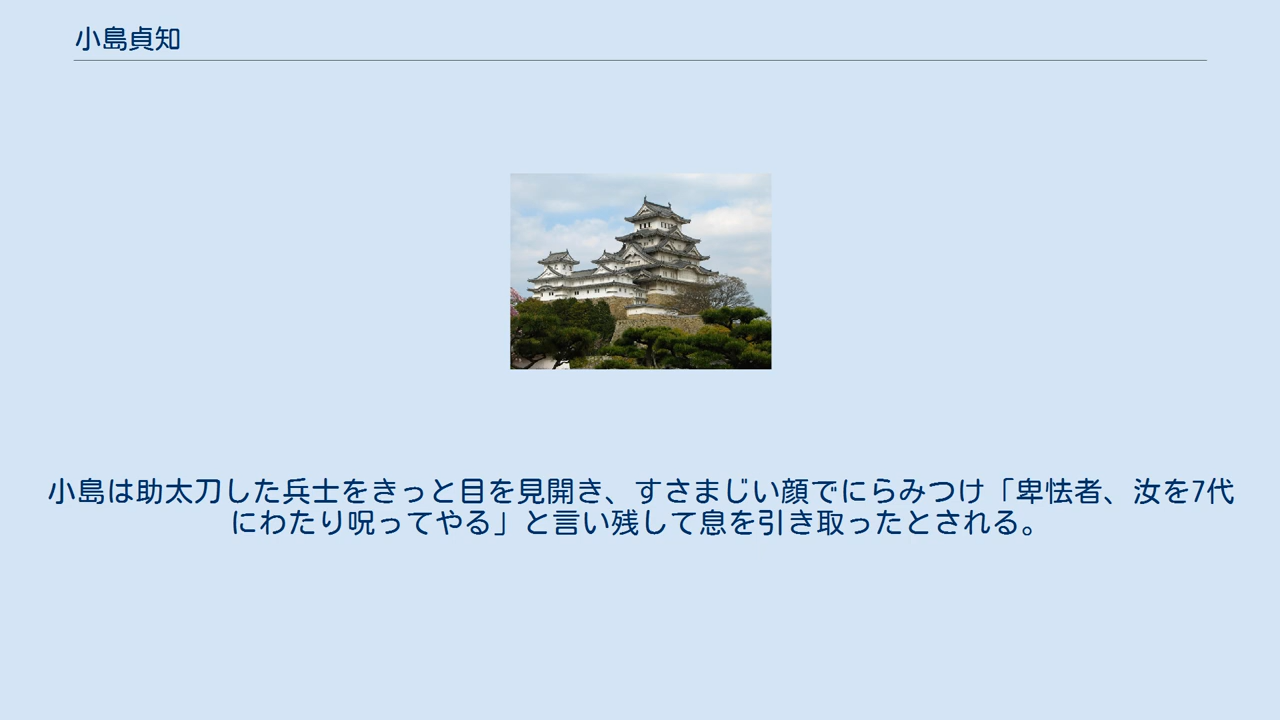 小島貞知
小島は助太刀した兵士をきっと目を見開き、すさまじい顔でにらみつけ「卑怯者、汝を7代
にわたり呪ってやる」と言い残して息を引き取ったとされる。